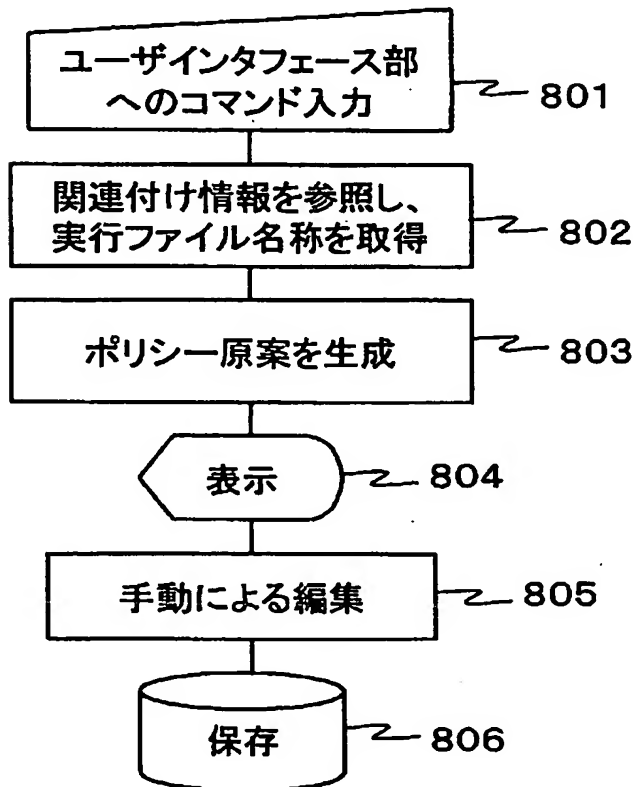 ユーザインタフェース部
へのコマンド入力
801
関連付け情報を参照し、
実行ファイル名称を取得
802
ポリシー原案を生成
803
表示
804
手動による編集
805
保存
806